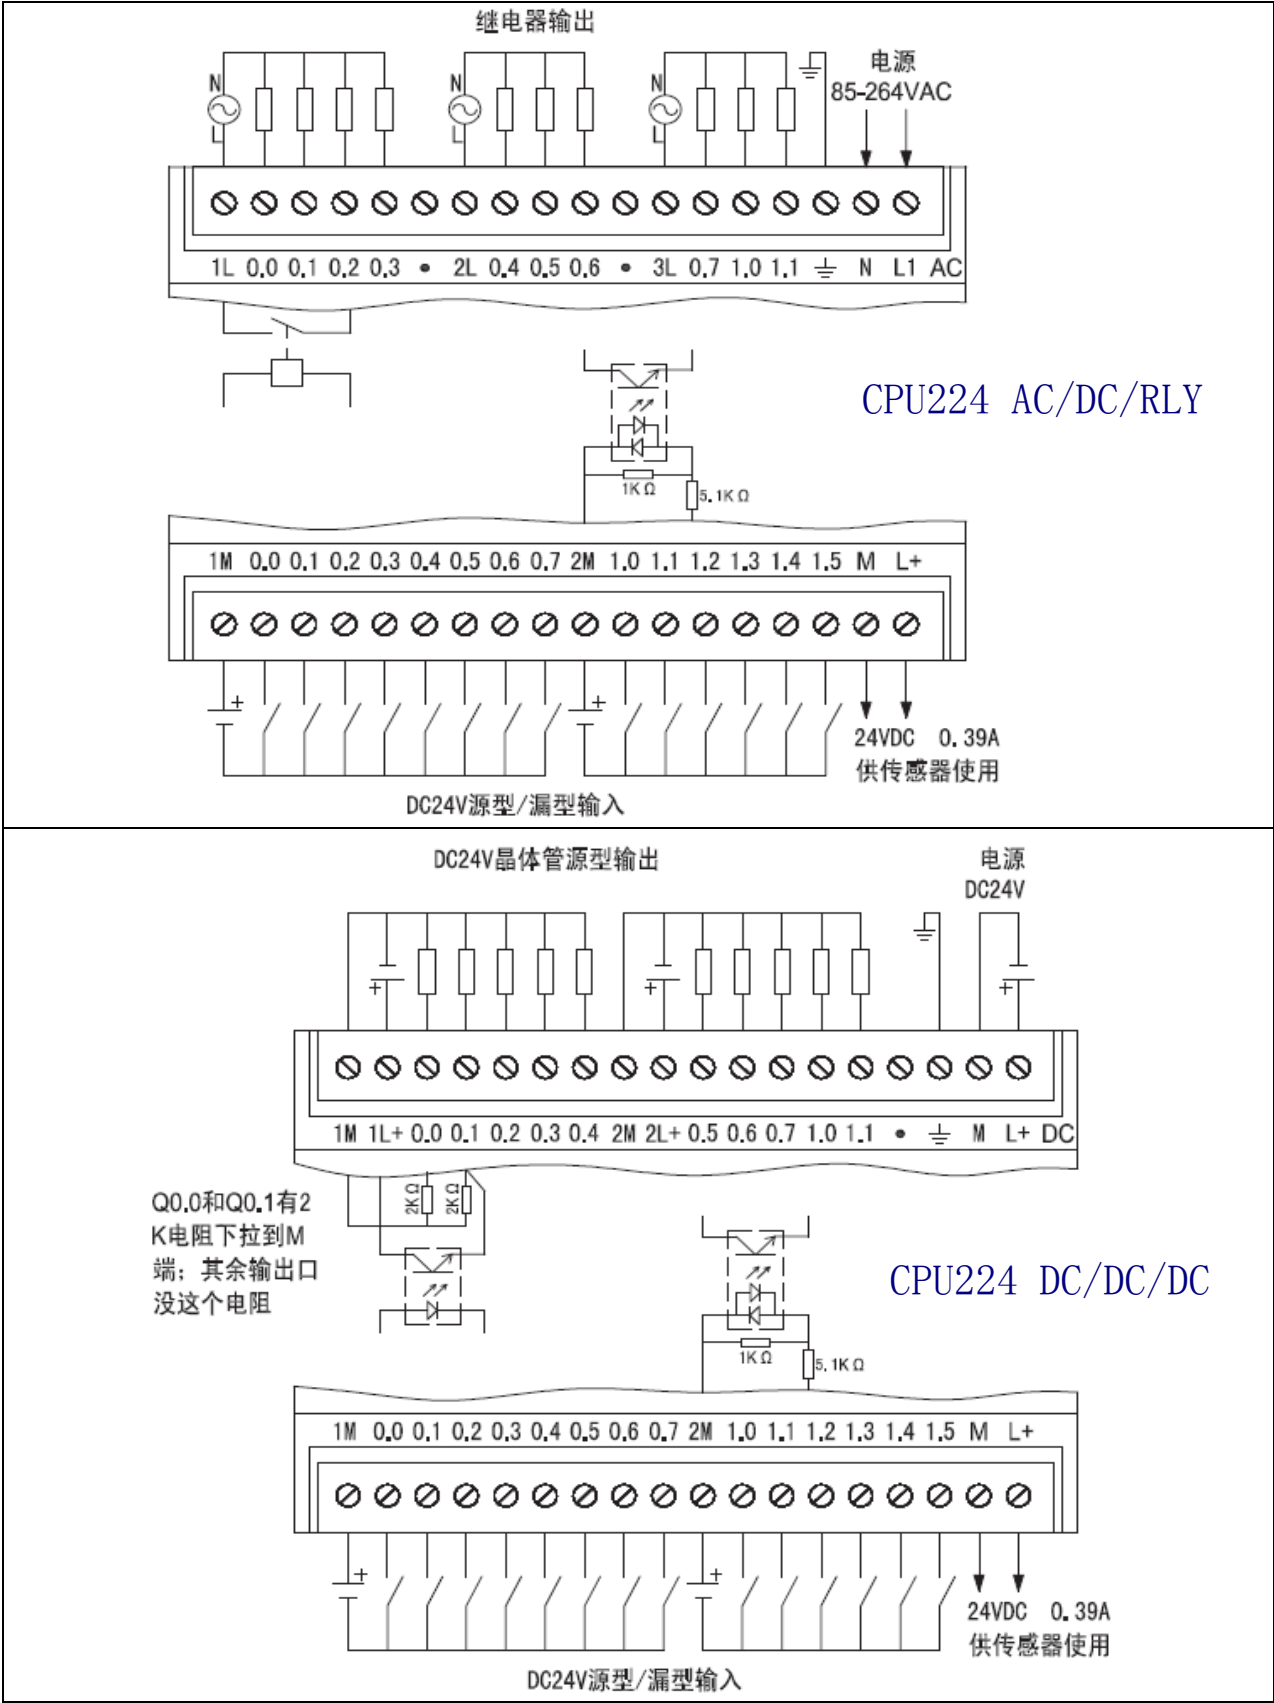 继电器输出
电源
85-264VAC
N N N
L L L
1L 0.0 0.1 0.2 0.3 • 2L 0.4 0.5 0.6 • 3L 0.7 1.0 1.1 N L1 AC
CPU224 AC/DC/RLY
1KΩ
5.1KΩ
1M 0.0 0.1 0.2 0.3 0.4 0.5 0.6 0.7 2M 1.0 1.1 1.2 1.3 1.4 1.5 M L+
+ +
24VDC 0.39A
供传感器使用
DC24V源型/漏型输入
DC24V晶体管源型输出
电源
DC24V
+ + +
1M 1L+ 0.0 0.1 0.2 0.3 0.4 2M 2L+ 0.5 0.6 0.7 1.0 1.1 • M L+ DC
2KΩ 2KΩ
Q0.0和Q0.1有2
K电阻下拉到M
端；其余输出口
没这个电阻
CPU224 DC/DC/DC
1KΩ
5.1KΩ
1M 0.0 0.1 0.2 0.3 0.4 0.5 0.6 0.7 2M 1.0 1.1 1.2 1.3 1.4 1.5 M L+
+ +
24VDC 0.39A
供传感器使用
DC24V源型/漏型输入